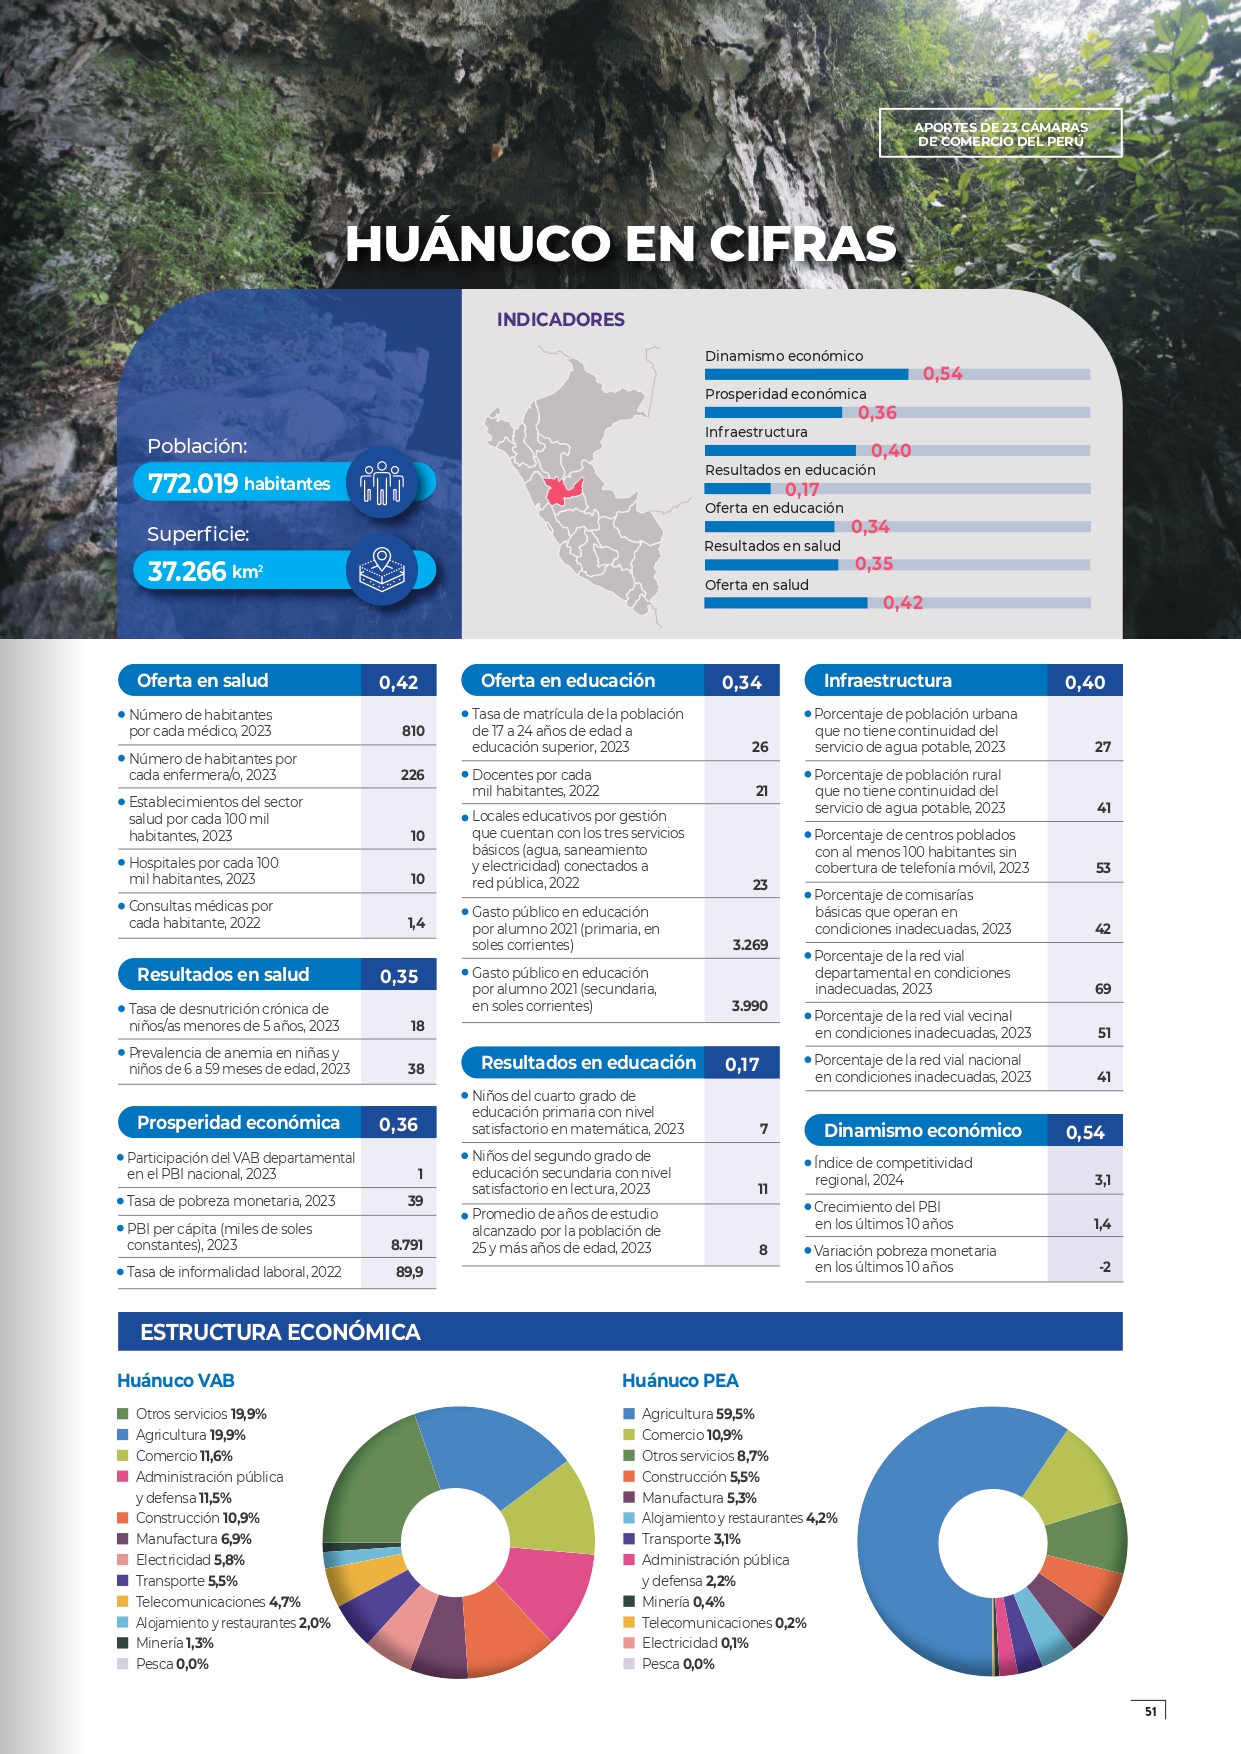 APORTES DE 23 CÁMARAS
DE COMERCIO DEL PERÚ
HUÁNUCO EN CIFRAS
Población:
772.019 habitantes
Superficie:
37.266 km²
INDICADORES
Dinamismo económico
0,54
Prosperidad económica
0,36
Infraestructura
0,40
Resultados en educación
0,17
Oferta en educación
0,34
Resultados en salud
0,35
Oferta en salud
0,42
Oferta en salud 0,42
Número de habitantes
por cada médico, 2023 810
Número de habitantes por
cada enfermera/o, 2023 226
Establecimientos del sector
salud por cada 100 mil
habitantes, 2023 10
Hospitales por cada 100
mil habitantes, 2023 10
Consultas médicas por
cada habitante, 2022 1,4
Resultados en salud 0,35
Tasa de desnutrición crónica de
niños/as menores de 5 años, 2023 18
Prevalencia de anemia en niñas y
niños de 6 a 59 meses de edad, 2023 38
Prosperidad económica 0,36
Participación del VAB departamental
en el PBI nacional, 2023 1
Tasa de pobreza monetaria, 2023 39
PBI per cápita (miles de soles
constantes), 2023 8.791
Tasa de informalidad laboral, 2022 89,9
Oferta en educación 0,34
Tasa de matrícula de la población
de 17 a 24 años de edad a
educación superior, 2023 26
Docentes por cada
mil habitantes, 2022 21
Locales educativos por gestión
que cuentan con los tres servicios
básicos (agua, saneamiento
y electricidad) conectados a
red pública, 2022 23
Gasto público en educación
por alumno 2021 (primaria, en
soles corrientes) 3.269
Gasto público en educación
por alumno 2021 (secundaria,
en soles corrientes) 3.990
Resultados en educación 0,17
Niños del cuarto grado de
educación primaria con nivel
satisfactorio en matemática, 2023 7
Niños del segundo grado de
educación secundaria con nivel
satisfactorio en lectura, 2023 11
Promedio de años de estudio
alcanzado por la población de
25 y más años de edad, 2023 8
Infraestructura 0,40
Porcentaje de población urbana
que no tiene continuidad del
servicio de agua potable, 2023 27
Porcentaje de población rural
que no tiene continuidad del
servicio de agua potable, 2023 41
Porcentaje de centros poblados
con al menos 100 habitantes sin
cobertura de telefonía móvil, 2023 53
Porcentaje de comisarías
básicas que operan en
condiciones inadecuadas, 2023 42
Porcentaje de la red vial
departamental en condiciones
inadecuadas, 2023 69
Porcentaje de la red vial vecinal
en condiciones inadecuadas, 2023 51
Porcentaje de la red vial nacional
en condiciones inadecuadas, 2023 41
Dinamismo económico 0,54
Índice de competitividad
regional, 2024 3,1
Crecimiento del PBI
en los últimos 10 años 1,4
Variación pobreza monetaria
en los últimos 10 años -2
ESTRUCTURA ECONÓMICA
Huánuco VAB
Otros servicios 19,9%
Agricultura 19,9%
Comercio 11,6%
Administración pública
y defensa 11,5%
Construcción 10,9%
Manufactura 6,9%
Electricidad 5,8%
Transporte 5,5%
Telecomunicaciones 4,7%
Alojamiento y restaurantes 2,0%
Minería 1,3%
Pesca 0,0%
Huánuco PEA
Agricultura 59,5%
Comercio 10,9%
Otros servicios 8,7%
Construcción 5,5%
Manufactura 5,3%
Alojamiento y restaurantes 4,2%
Transporte 3,1%
Administración pública
y defensa 2,2%
Minería 0,4%
Telecomunicaciones 0,2%
Electricidad 0,1%
Pesca 0,0%
51